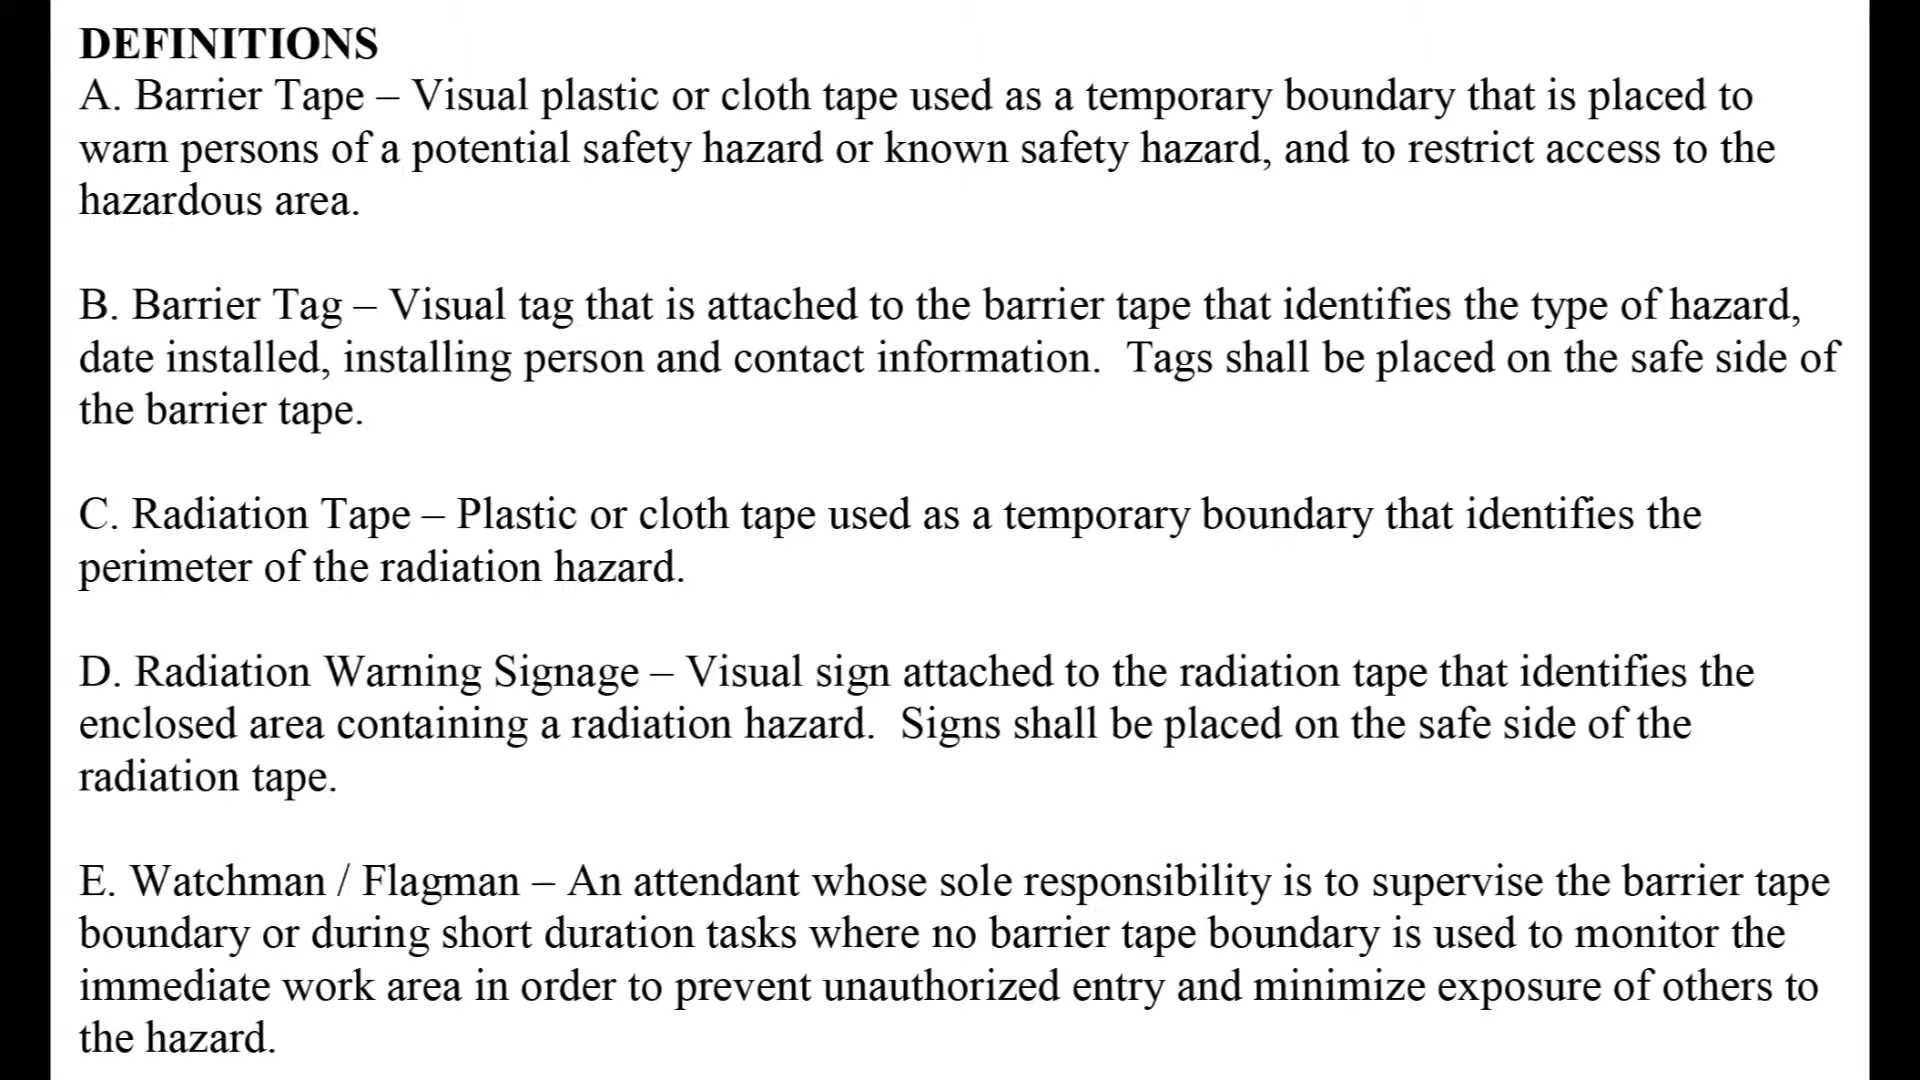 DEFINITIONS
A. Barrier Tape – Visual plastic or cloth tape used as a temporary boundary that is placed to
warn persons of a potential safety hazard or known safety hazard, and to restrict access to the
hazardous area.
B. Barrier Tag – Visual tag that is attached to the barrier tape that identifies the type of hazard,
date installed, installing person and contact information.  Tags shall be placed on the safe side of
the barrier tape.
C. Radiation Tape – Plastic or cloth tape used as a temporary boundary that identifies the
perimeter of the radiation hazard.
D. Radiation Warning Signage – Visual sign attached to the radiation tape that identifies the
enclosed area containing a radiation hazard.  Signs shall be placed on the safe side of the
radiation tape.
E. Watchman / Flagman – An attendant whose sole responsibility is to supervise the barrier tape
boundary or during short duration tasks where no barrier tape boundary is used to monitor the
immediate work area in order to prevent unauthorized entry and minimize exposure of others to
the hazard.